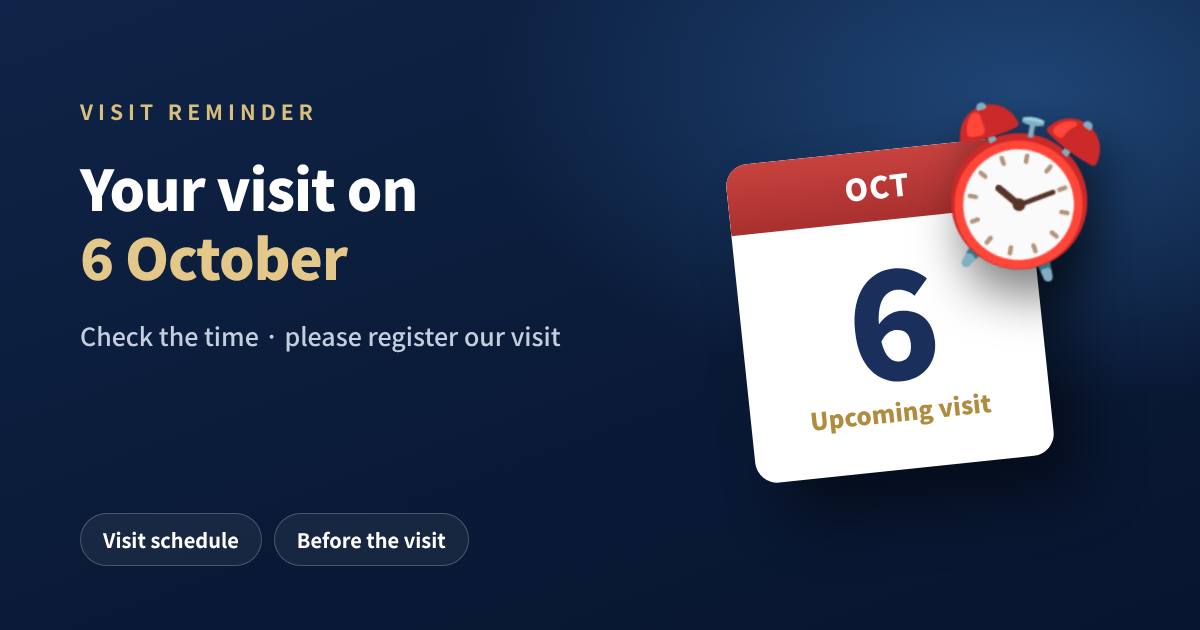 VISIT REMINDER
Your visit on
6 October
Check the time · please register our visit
Visit schedule
Before the visit
OCT
6
Upcoming visit